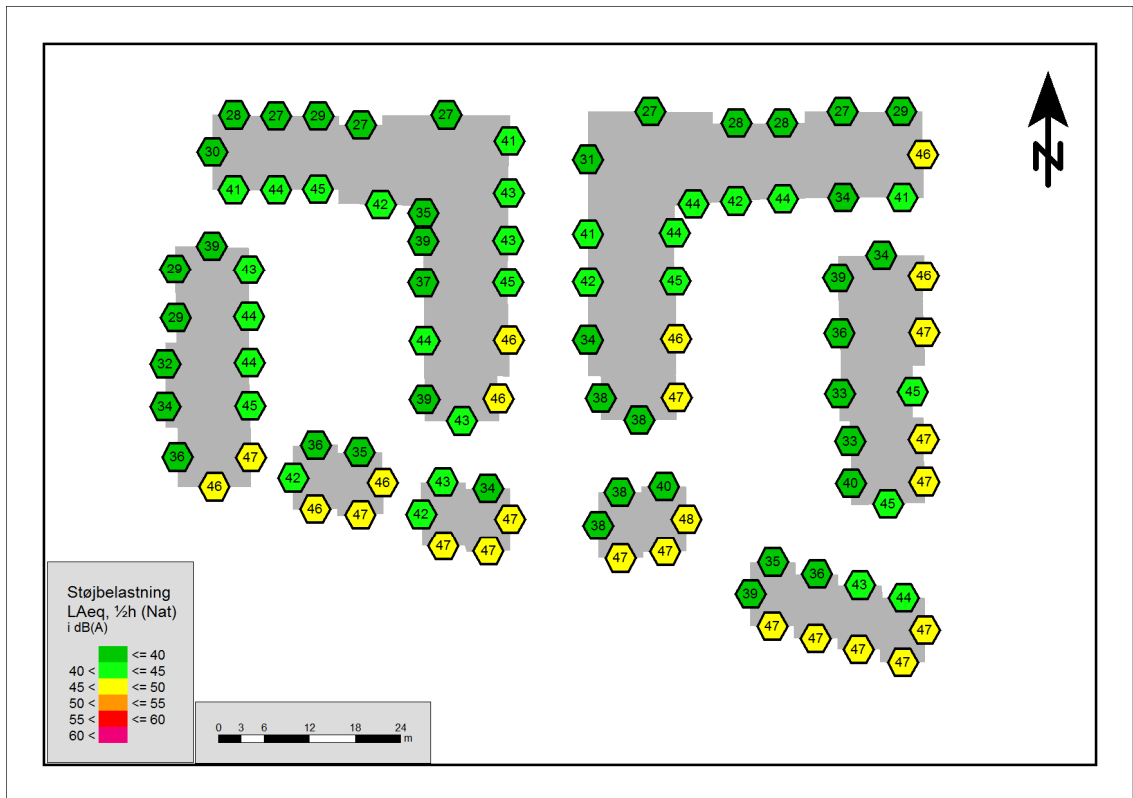 27 27
28 27 29 27 28 28 27 29
41
30 31 46
41 44 45 41 43
42 35 44 42 44 34 41
39 39 43 41 44 34
29 43 37 45 42 45 39 46
29 44
32 44 44 46 34 46 36 47
34 45 39 46 38 47 33 45
43 38
36 47 36 35 33 47
46 42 46 43 34 38 40 40 47
46 47 42 47 38 48 45
47 47 47 47
35 36 43 44
39
47 47 47 47 47
N
Støjbelastning
LAeq, ½h (Nat)
i dB(A)
<= 40
40 < <= 45
45 < <= 50
50 < <= 55
55 < <= 60
60 <
0 3 6 12 18 24
m